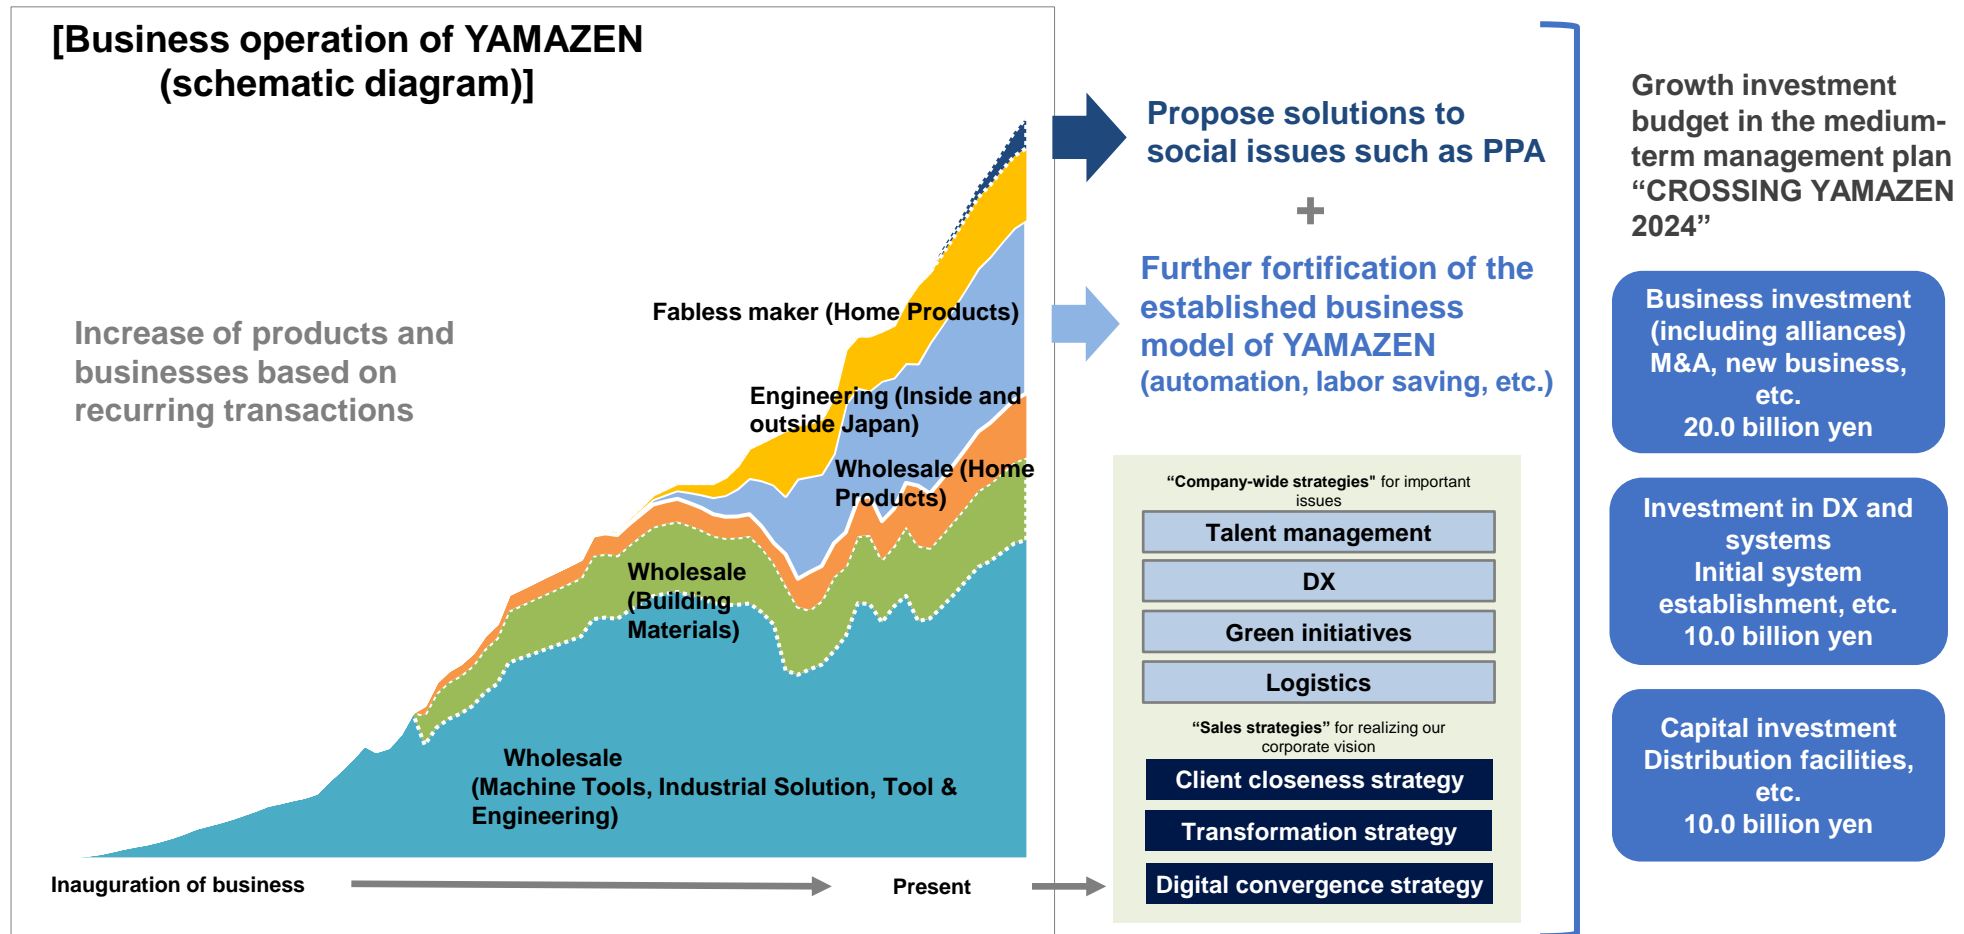 [Business operation of YAMAZEN
(schematic diagram)]
Increase of products and
businesses based on
recurring transactions
Fabless maker (Home Products)
Engineering (Inside and
outside Japan)
Wholesale (Home
Products)
Wholesale
(Building
Materials)
Wholesale
(Machine Tools, Industrial Solution, Tool &
Engineering)
Inauguration of business
Present
Propose solutions to
social issues such as PPA
+
Further fortification of the
established business
model of YAMAZEN
(automation, labor saving, etc.)
“Company-wide strategies" for important
issues
Talent management
DX
Green initiatives
Logistics
“Sales strategies” for realizing our
corporate vision
Client closeness strategy
Transformation strategy
Digital convergence strategy
Growth investment
budget in the medium-
term management plan
“CROSSING YAMAZEN
2024”
Business investment
(including alliances)
M&A, new business,
etc.
20.0 billion yen
Investment in DX and
systems
Initial system
establishment, etc.
10.0 billion yen
Capital investment
Distribution facilities,
etc.
10.0 billion yen